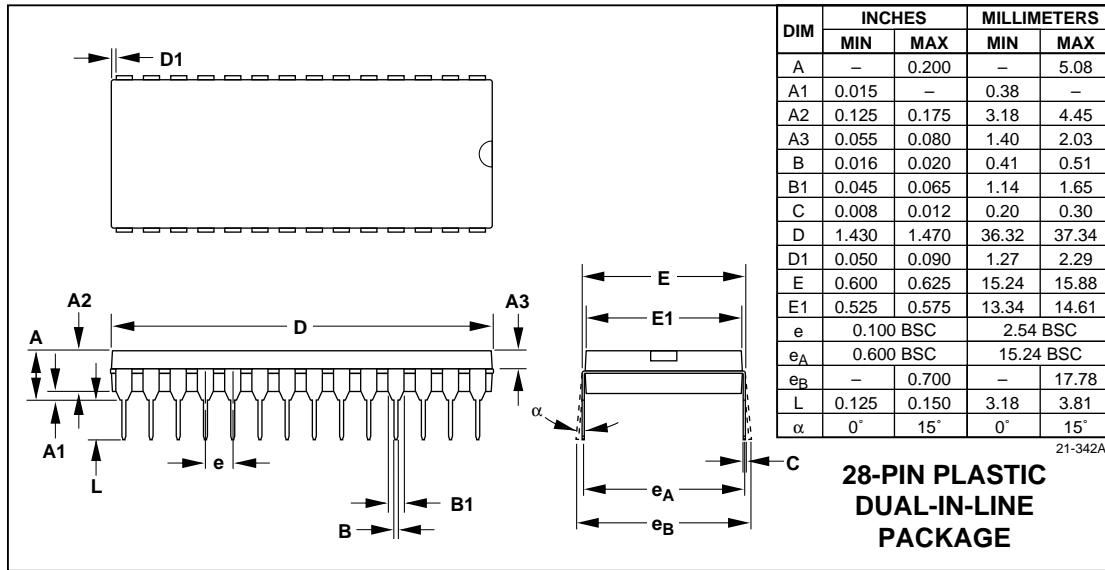 D1
A2
A
D
A3
A1
L
e
B1
B
E
E1
α
C
eA
eB
DIM INCHES MILLIMETERS
MIN MAX MIN MAX
A – 0.200 – 5.08
A1 0.015 – 0.38 –
A2 0.125 0.175 3.18 4.45
A3 0.055 0.080 1.40 2.03
B 0.016 0.020 0.41 0.51
B1 0.045 0.065 1.14 1.65
C 0.008 0.012 0.20 0.30
D 1.430 1.470 36.32 37.34
D1 0.050 0.090 1.27 2.29
E 0.600 0.625 15.24 15.88
E1 0.525 0.575 13.34 14.61
e 0.100 BSC 2.54 BSC
eA 0.600 BSC 15.24 BSC
eB – 0.700 – 17.78
L 0.125 0.150 3.18 3.81
α 0° 15° 0° 15°
21-342A
28-PIN PLASTIC
DUAL-IN-LINE
PACKAGE